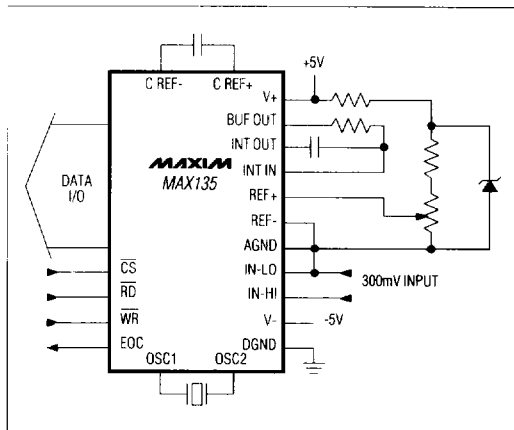 C REF- C REF+
+5V
V+
BUF OUT
INT OUT
MAXIM
MAX135
INT IN
DATA
I/O
REF+
REF-
AGND
CS
IN-LO
300mV INPUT
RD
IN-HI
WR
V-
-5V
EOC
DGND
OSC1 OSC2